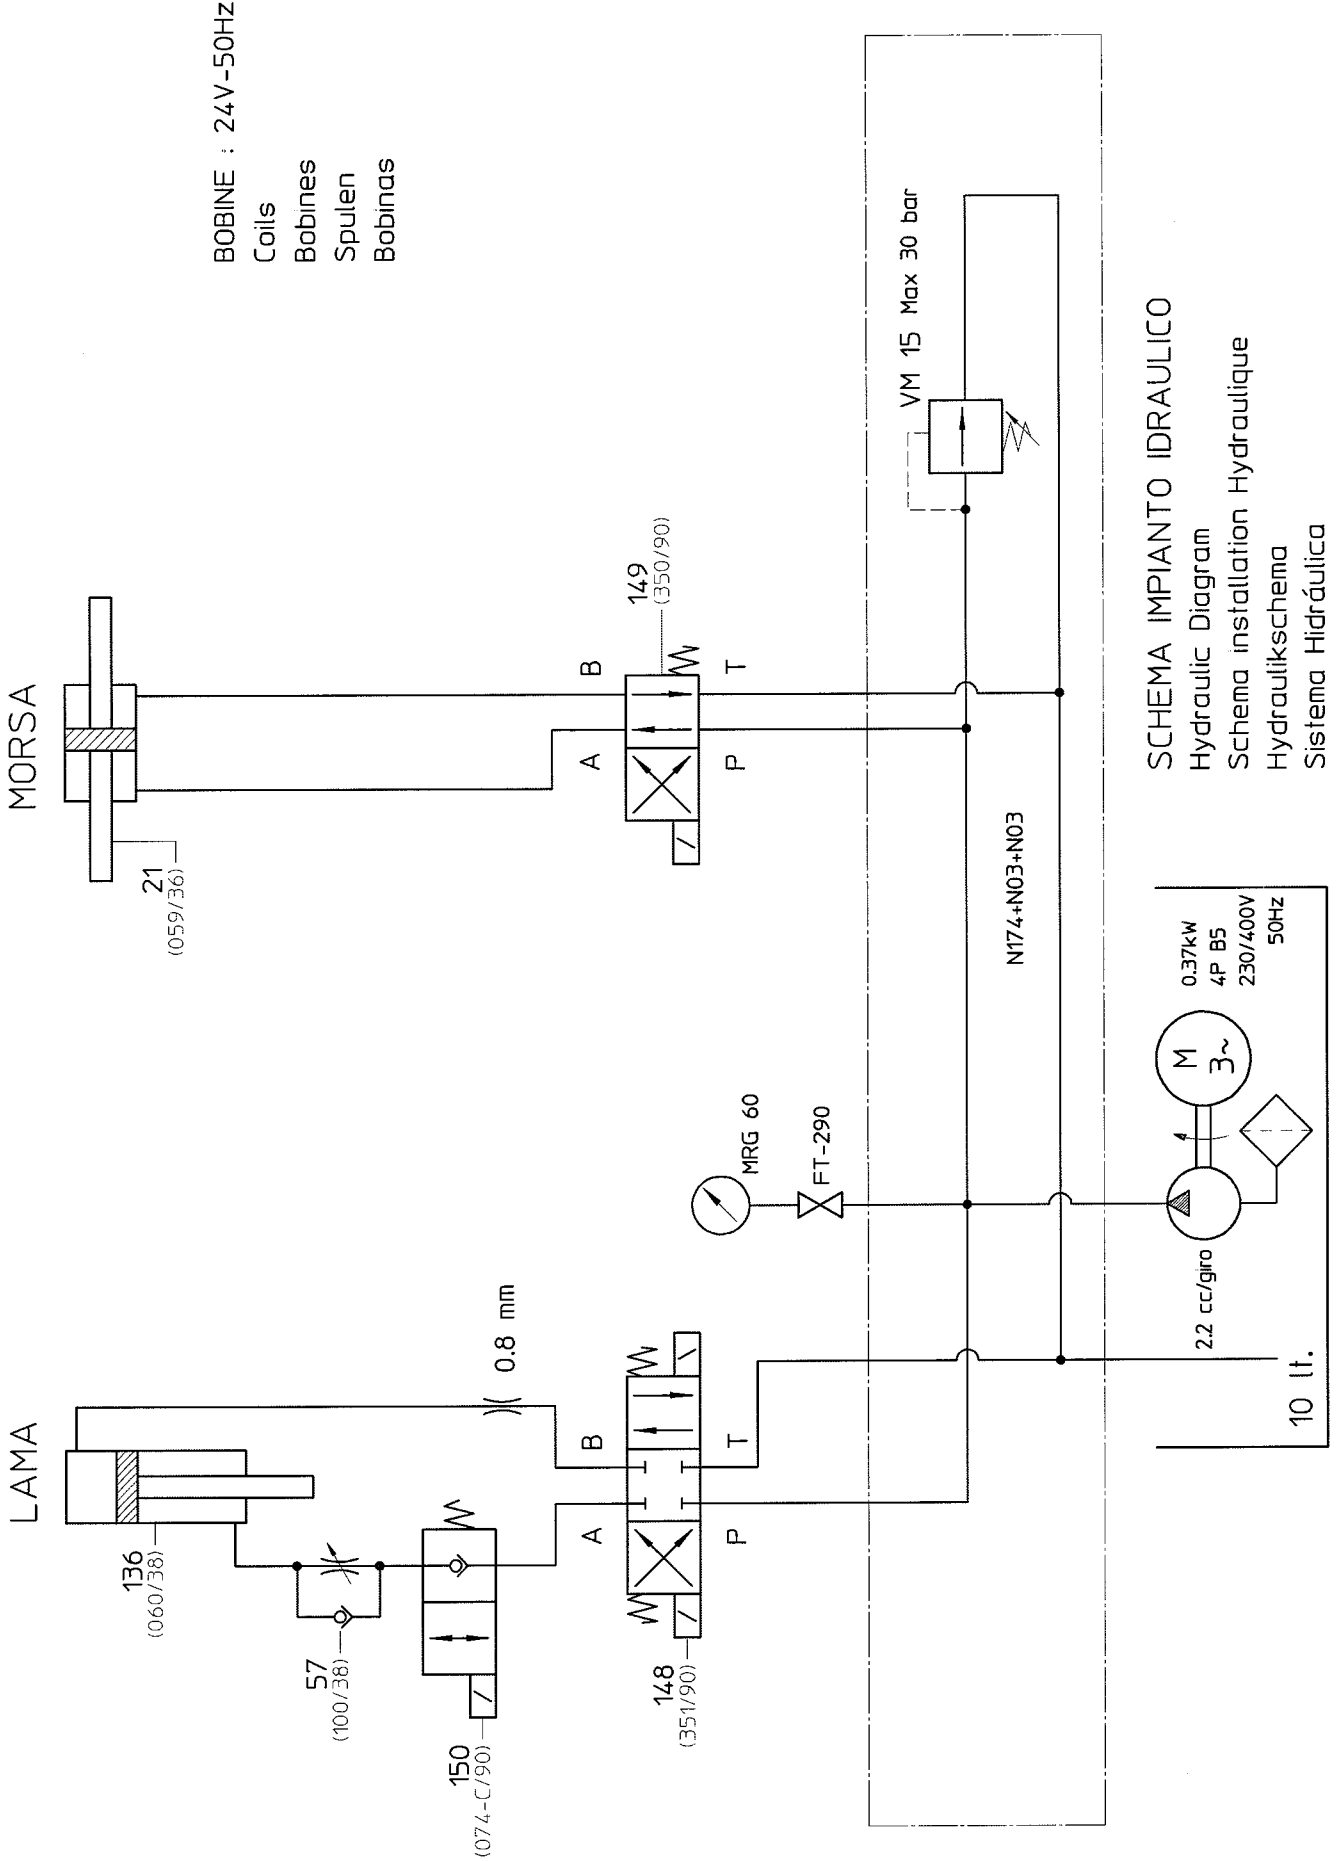 LAMA
MORSA
BOBINE : 24V-50Hz
Coils
Bobines
Spulen
Bobinas
136
(060/38)
21
(059/36)
57
(100/38)
150
(074-C/90)
0.8 mm
A
B
P
T
148
(351/90)
A
B
P
T
149
(350/90)
MRG 60
FT-290
VM 15 Max 30 bar
N174+N03+N03
2.2 cc/giro
M
3~
0.37kW
4P B5
230/400V
50Hz
10 lt.
SCHEMA IMPIANTO IDRAULICO
Hydraulic Diagram
Schema installation Hydraulique
Hydraulikschema
Sistema Hidráulica